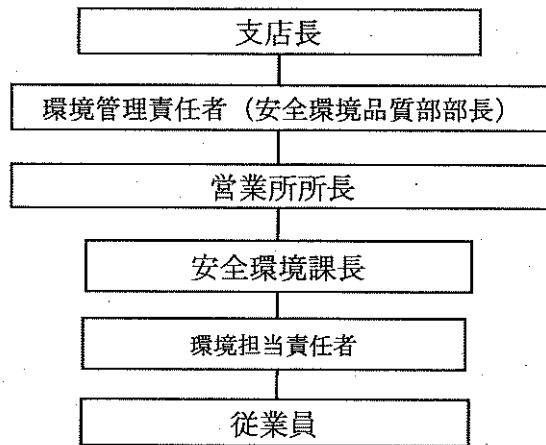 支店長
環境管理責任者（安全環境品質部部長）
営業所所長
安全環境課長
環境担当責任者
従業員